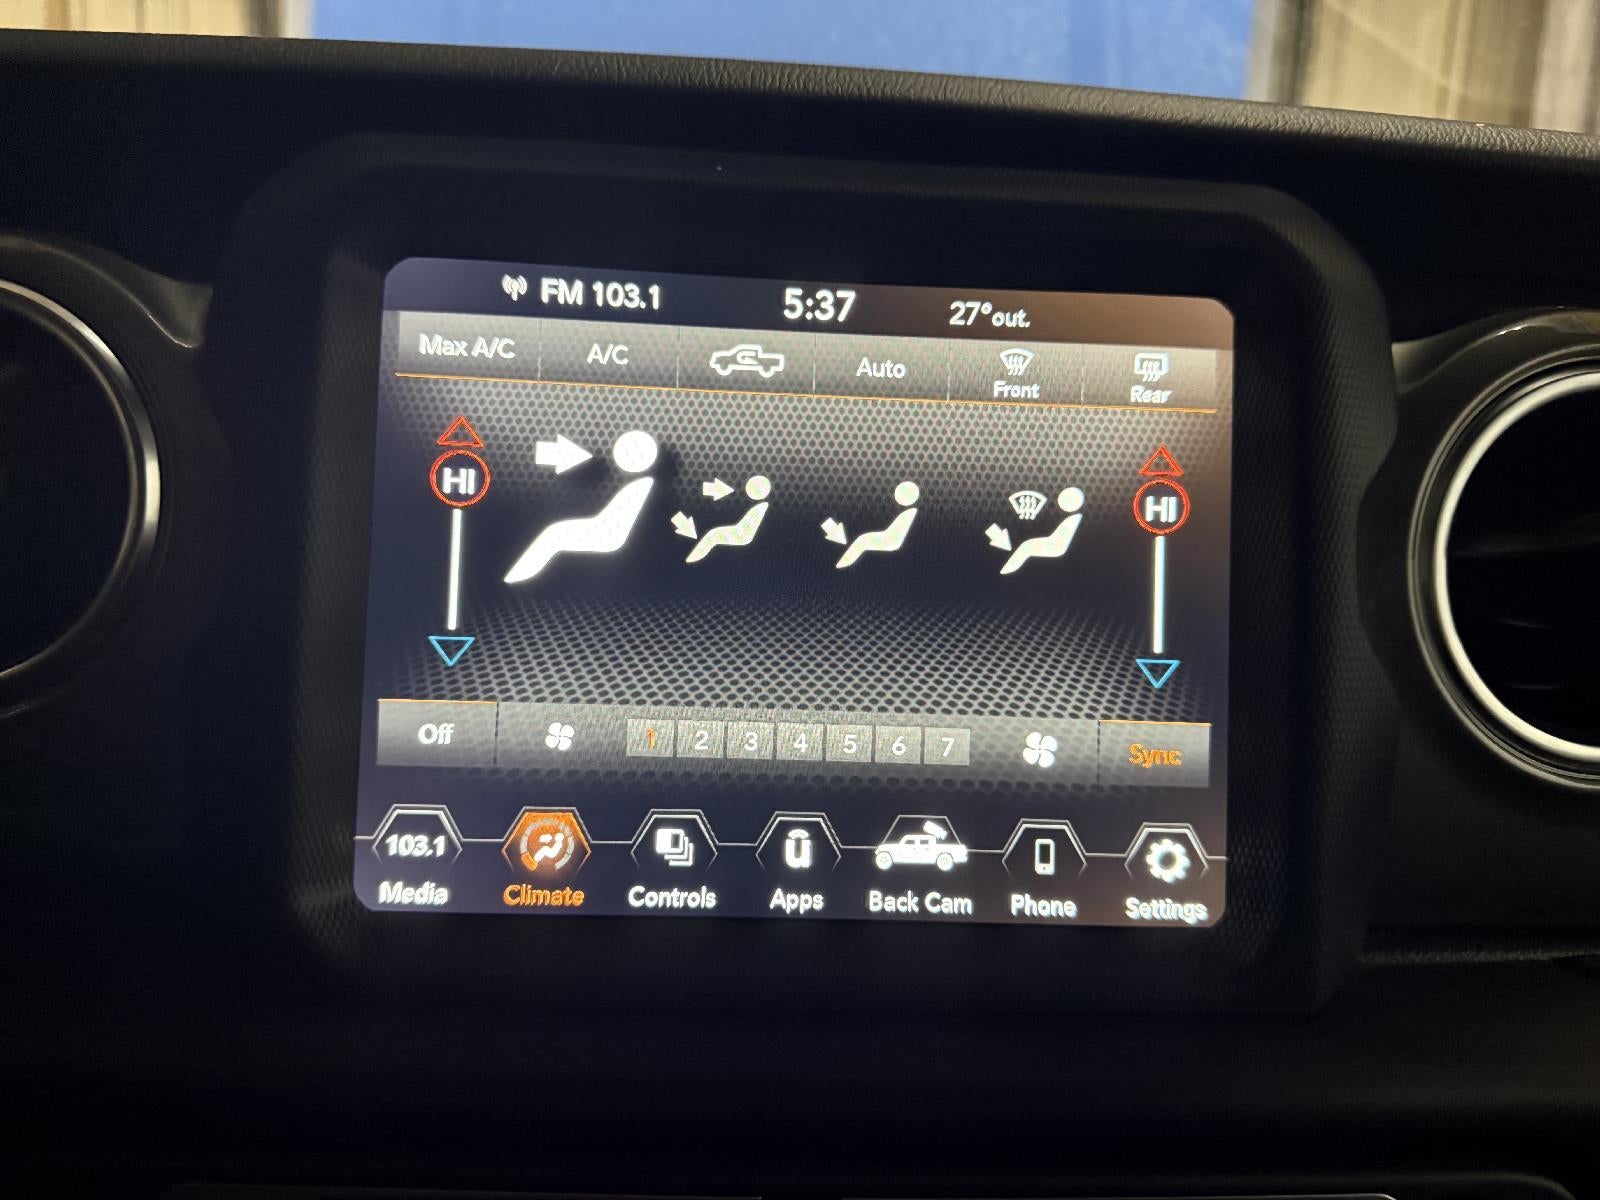 FM 103.1 5:37 27° out.
Max A/C A/C Auto Front Rear
HI HI
Off 1 2 3 4 5 6 7 Sync
103.1
Media Climate Controls Apps Back Cam Phone Settings